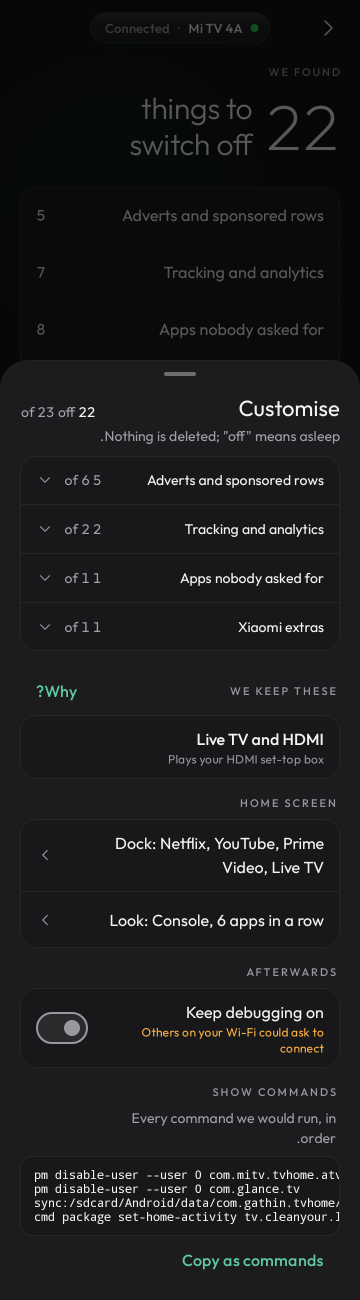 Connected · Mi TV 4A
WE FOUND
22 things to
switch off
Adverts and sponsored rows 5
Tracking and analytics 7
Apps nobody asked for 8
Customise
of 23 off 22
.Nothing is deleted; "off" means asleep
Adverts and sponsored rows of 6 5
Tracking and analytics of 2 2
Apps nobody asked for of 1 1
Xiaomi extras of 1 1
WE KEEP THESE ?Why
Live TV and HDMI
Plays your HDMI set-top box
HOME SCREEN
Dock: Netflix, YouTube, Prime
Video, Live TV
Look: Console, 6 apps in a row
AFTERWARDS
Keep debugging on
Others on your Wi-Fi could ask to
connect
SHOW COMMANDS
Every command we would run, in
.order
pm disable-user --user 0 com.mitv.tvhome.atv
pm disable-user --user 0 com.glance.tv
sync:/sdcard/Android/data/com.gathin.tvhome/
cmd package set-home-activity tv.cleanyour.l
Copy as commands